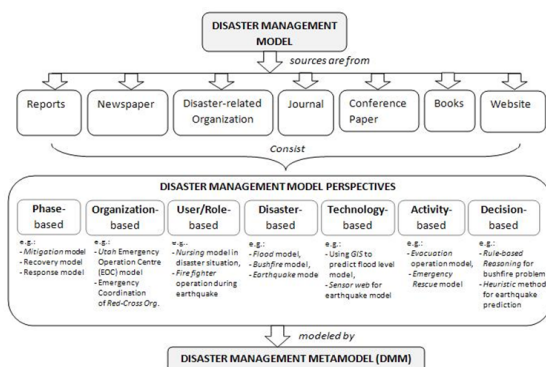 DISASTER MANAGEMENT
MODEL
sources are from
Reports
Newspaper
Disaster-related
Organization
Journal
Conference
Paper
Books
Website
Consist
DISASTER MANAGEMENT MODEL PERSPECTIVES
Phase-
based
e.g.:
- Mitigation model
- Recovery model
- Response model
Organization-
based
e.g.:
- Utah Emergency
Operation Centre
(EOC) model
- Emergency
Coordination
of Red-Cross Org.
User/Role-
based
e.g..
- Nursing model in
disaster situation,
- Fire fighter
operation during
earthquake
Disaster-
based
e.g.:
- Flood model,
- Bushfire model,
- Earthquake mode
Technology-
based
e.g.:
- Using GIS to
predict flood level
model,
- Sensor web for
earthquake model
Activity-
based
e.g.:
- Evacuation
operation model,
- Emergency
Rescue model
Decision-
based
e.g.:
- Rule-based
Reasoning for
bushfire problem
- Heuristic method
for earthquake
prediction
modeled by
DISASTER MANAGEMENT METAMODEL (DMM)